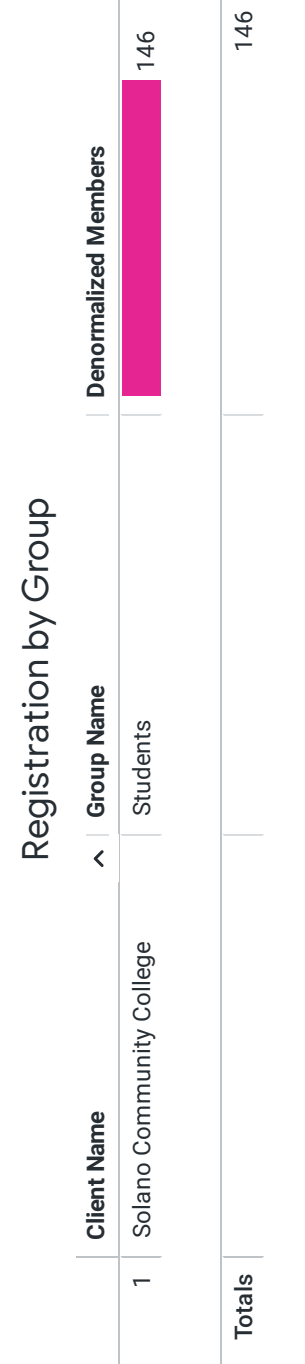 Registration by Group
Client Name Group Name Denormalized Members
1 Solano Community College Students 146
Totals 146